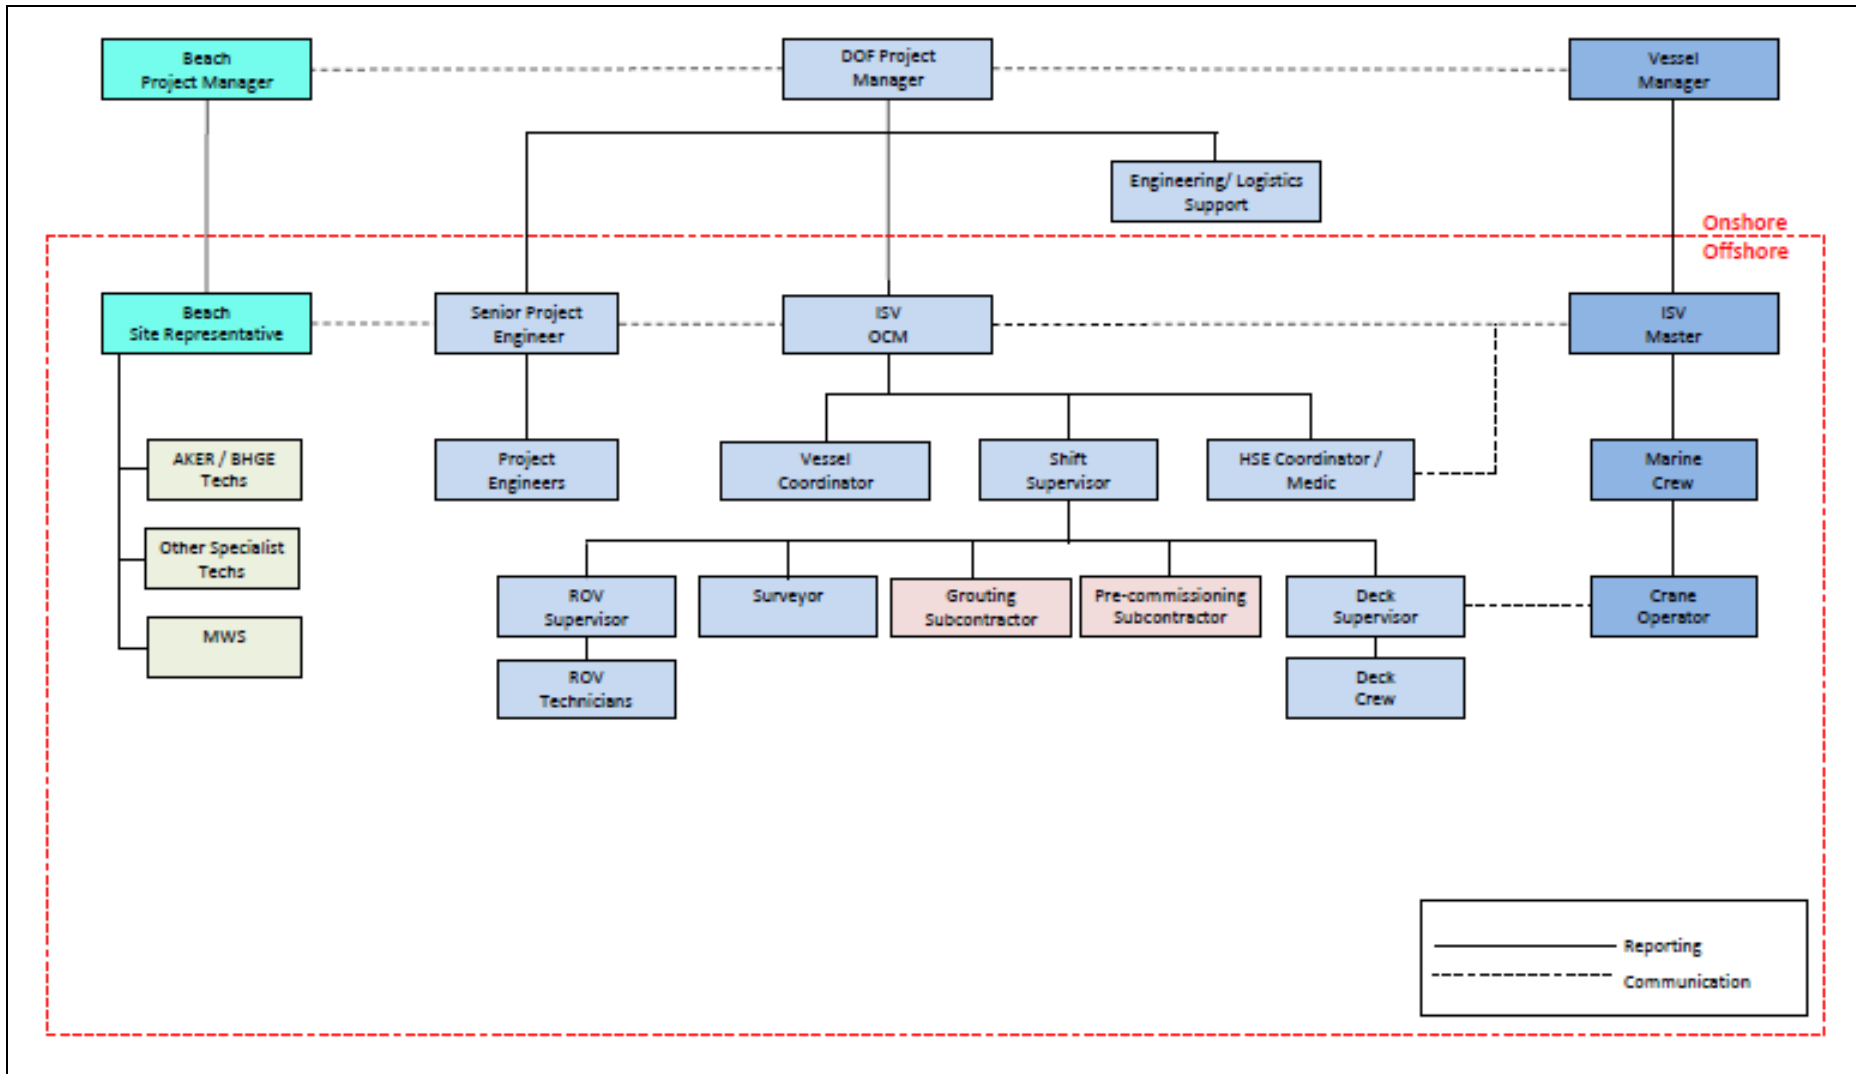 Beach
Project Manager
DOF Project
Manager
Vessel
Manager
Engineering/ Logistics
Support
Onshore
Offshore
Beach
Site Representative
Senior Project
Engineer
ISV
OCM
ISV
Master
AKER / BHGE
Techs
Project
Engineers
Vessel
Coordinator
Shift
Supervisor
HSE Coordinator /
Medic
Marine
Crew
Other Specialist
Techs
ROV
Supervisor
Surveyor
Grouting
Subcontractor
Pre-commissioning
Subcontractor
Deck
Supervisor
Crane
Operator
MWS
ROV
Technicians
Deck
Crew
Reporting
Communication